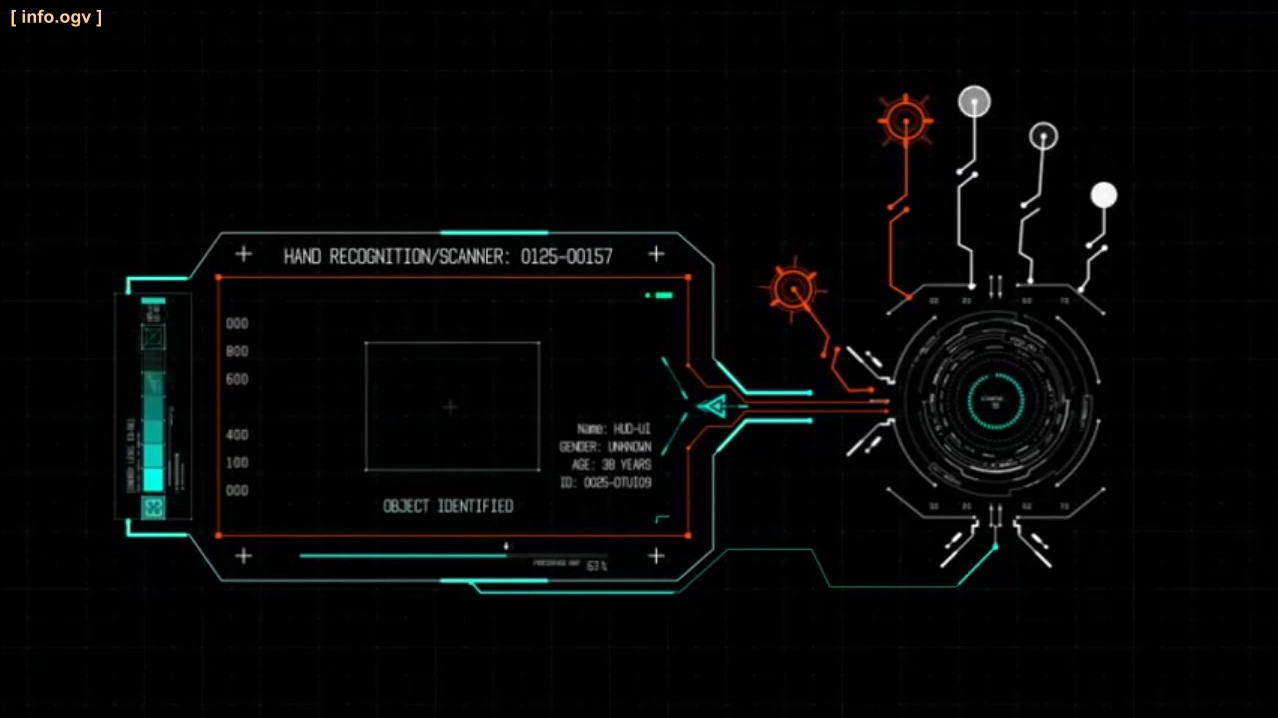 [ info.ogv ]
HAND RECOGNITION/SCANNER: 0125-00157
000
800
600
400
100
000
Name: HUD-UI
GENDER: UNKNOWN
AGE: 38 YEARS
ID: 0025-OTUI09
OBJECT IDENTIFIED
63%